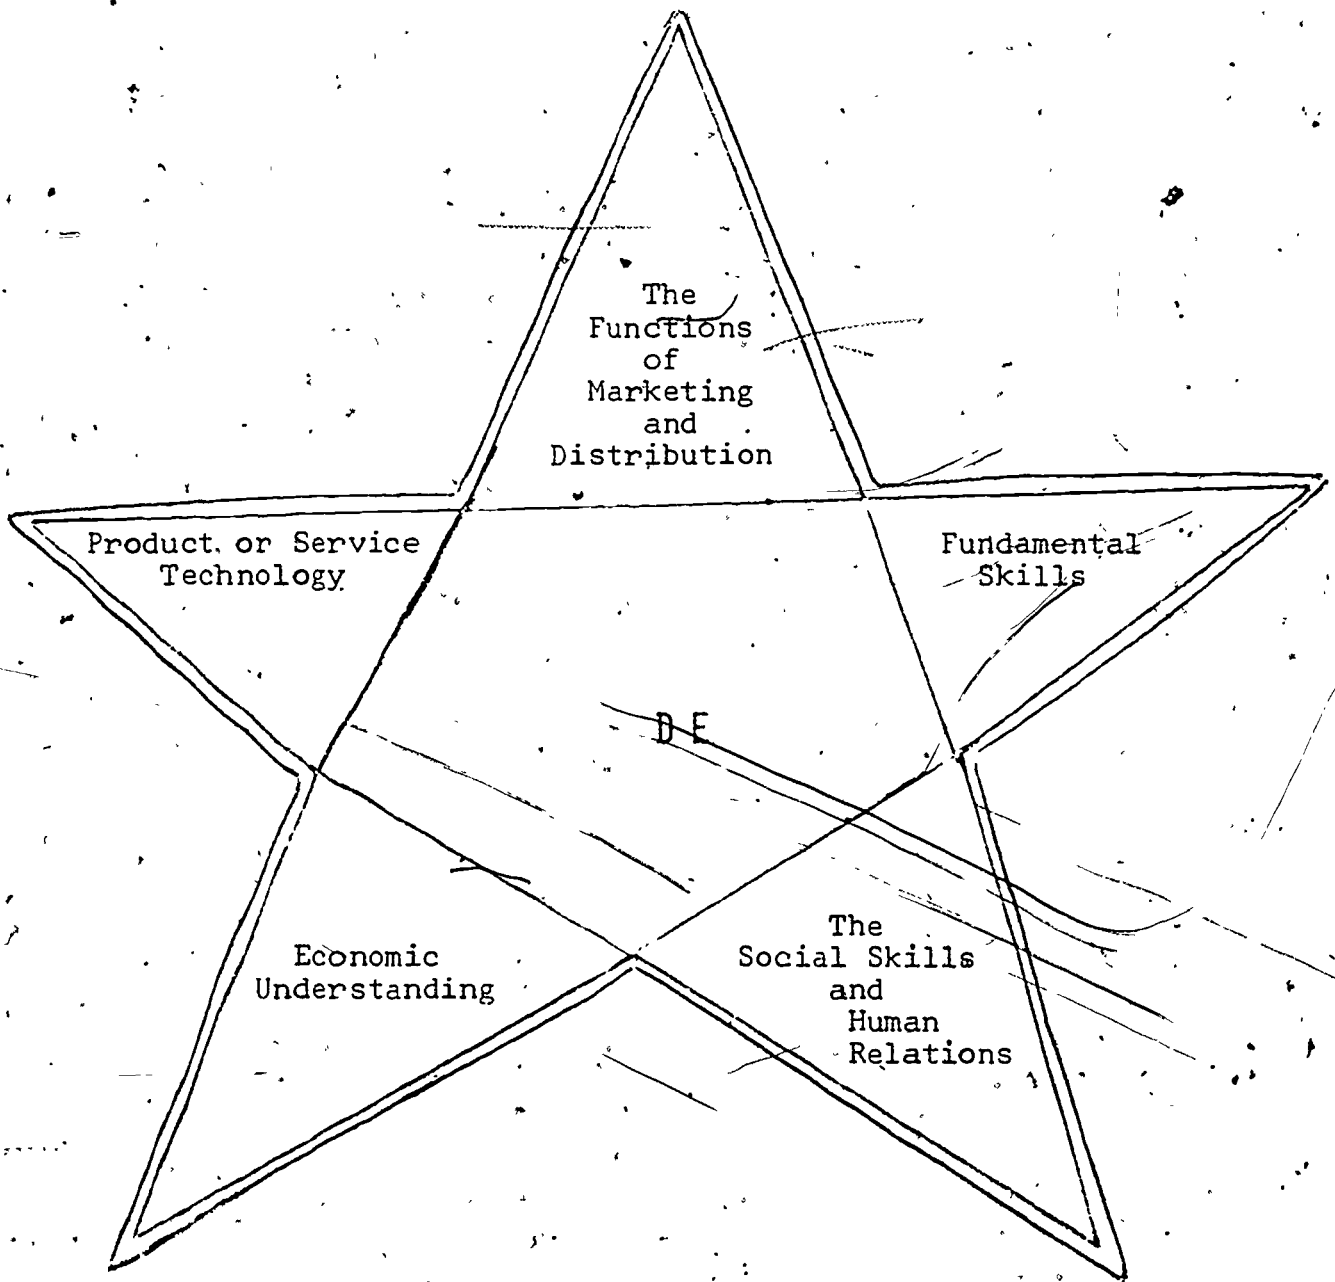 The
Functions
of
Marketing
and
Distribution
Product or Service
Technology
Fundamental
Skills
D E
Economic
Understanding
The
Social Skills
and
Human
Relations